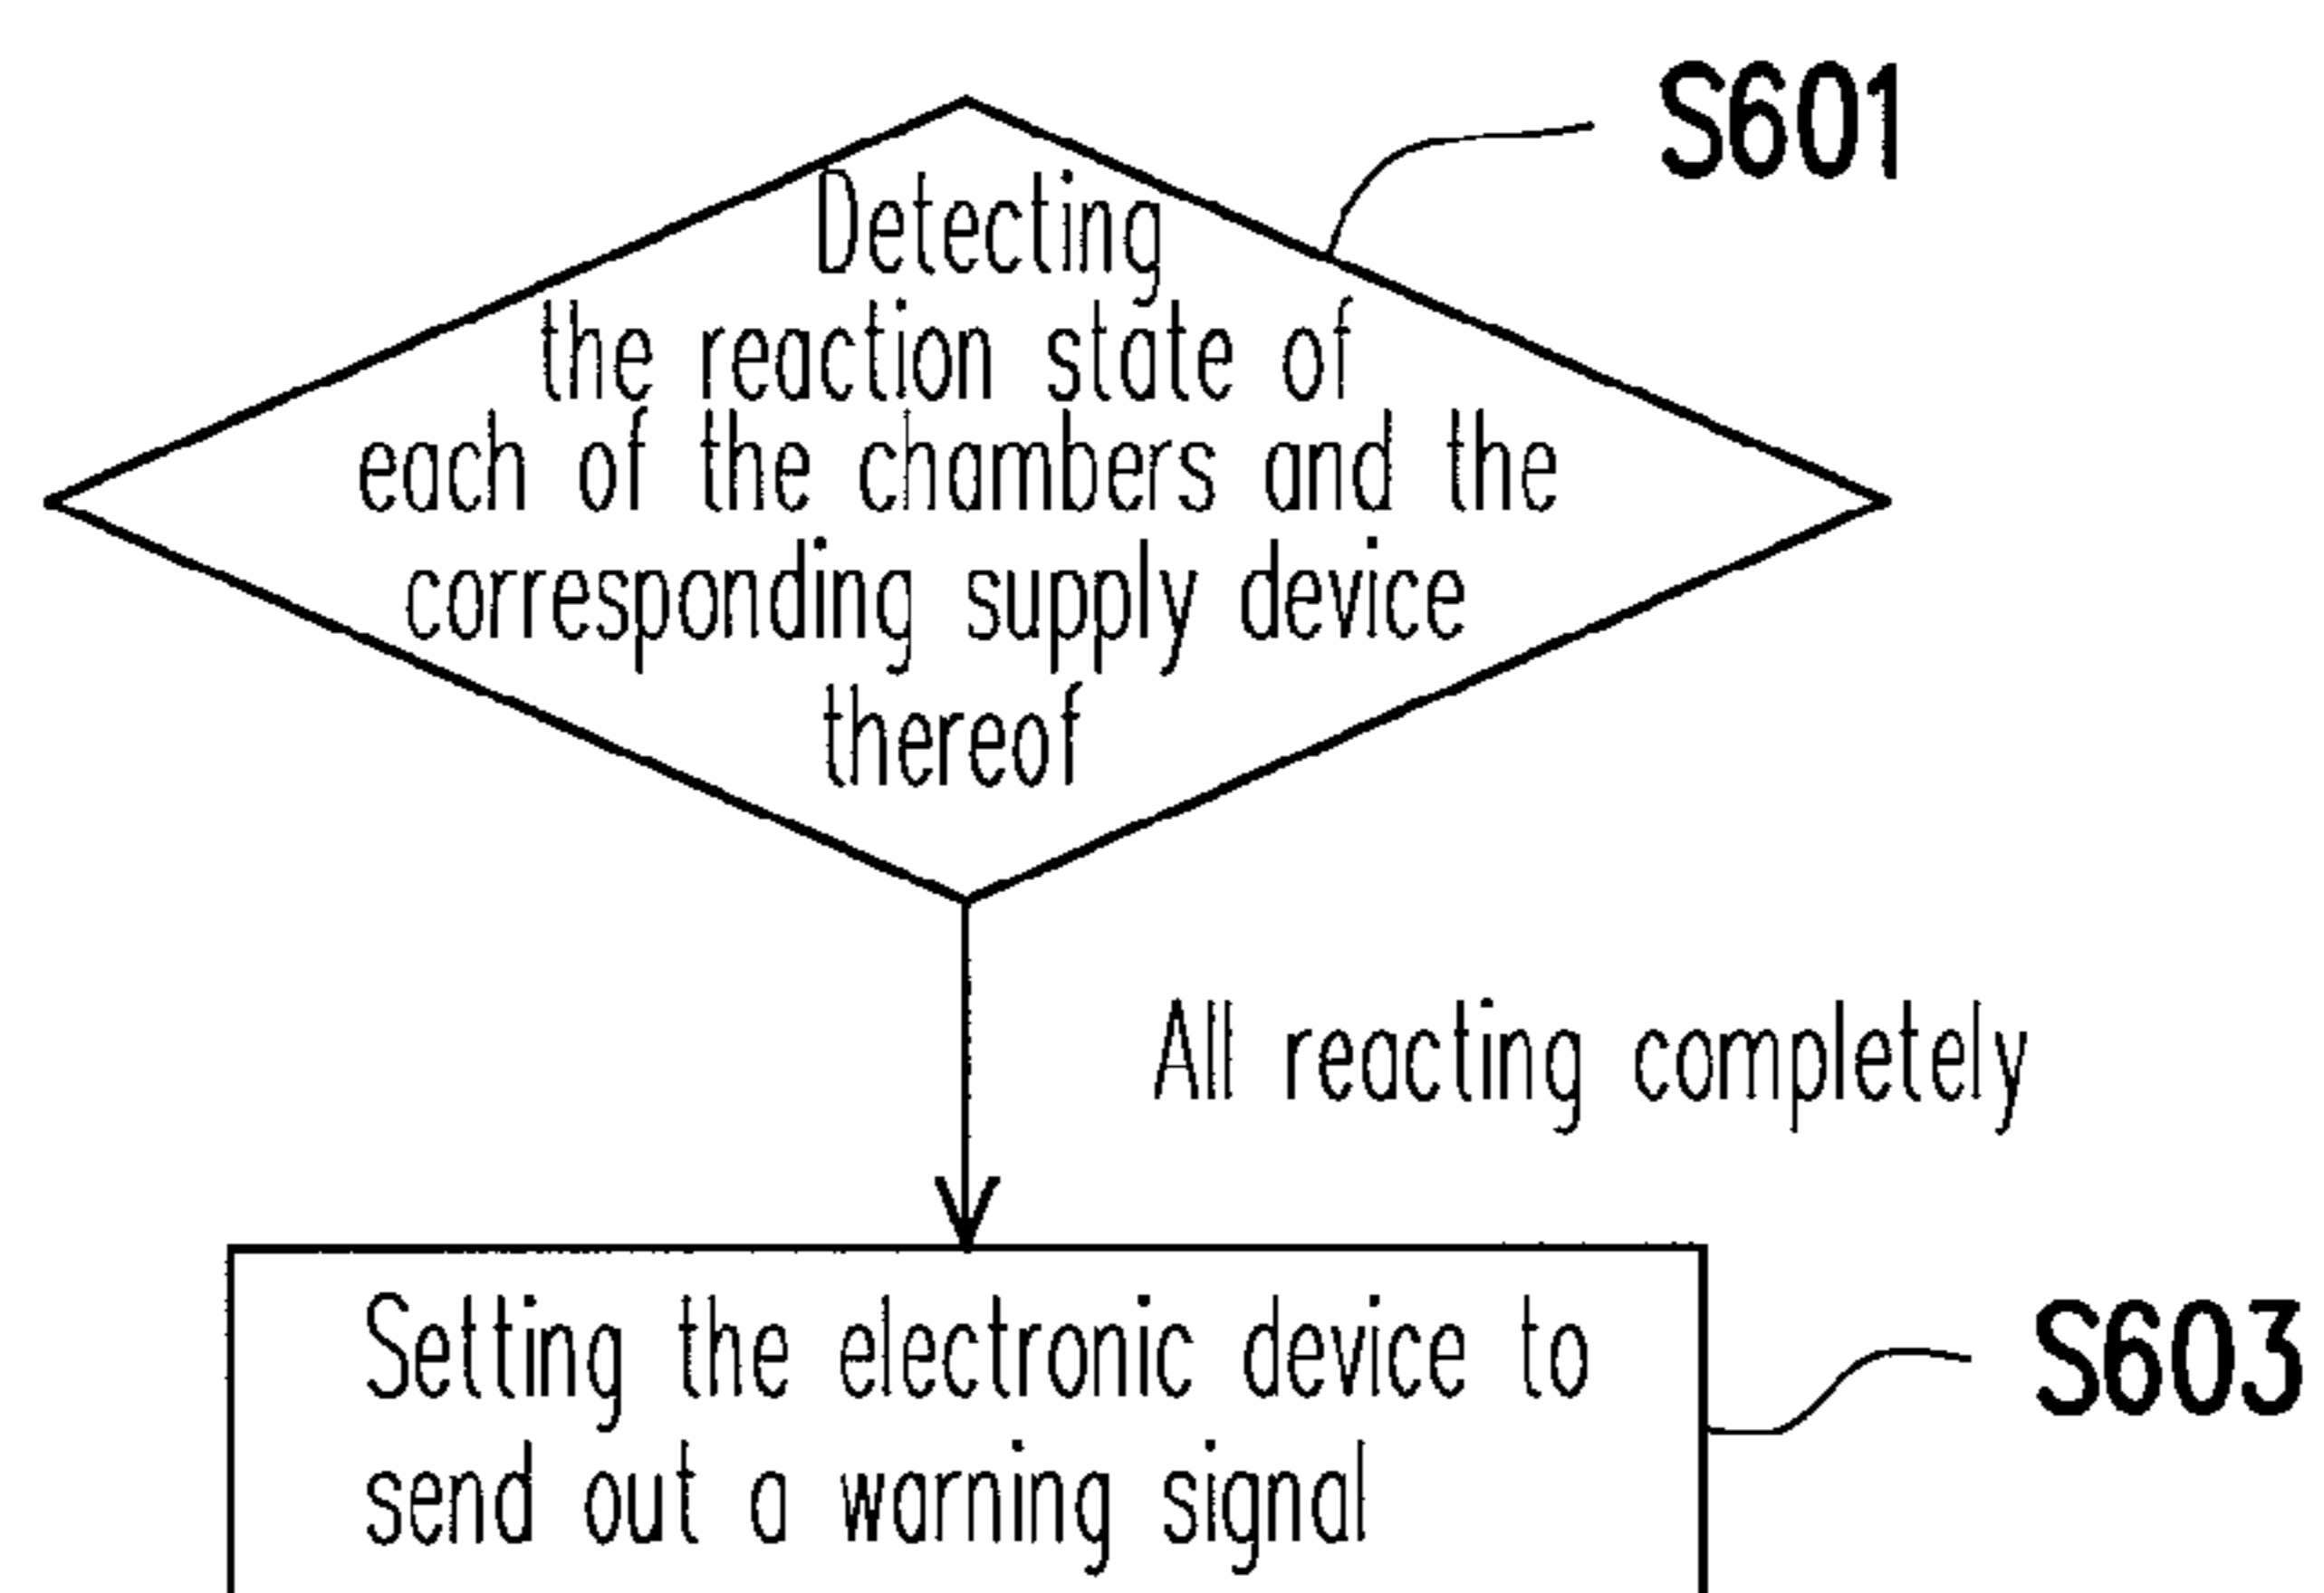 S601
Detecting
the reaction state of
each of the chambers and the
corresponding supply device
thereof
All reacting completely
Setting the electronic device to
send out a warning signal
S603